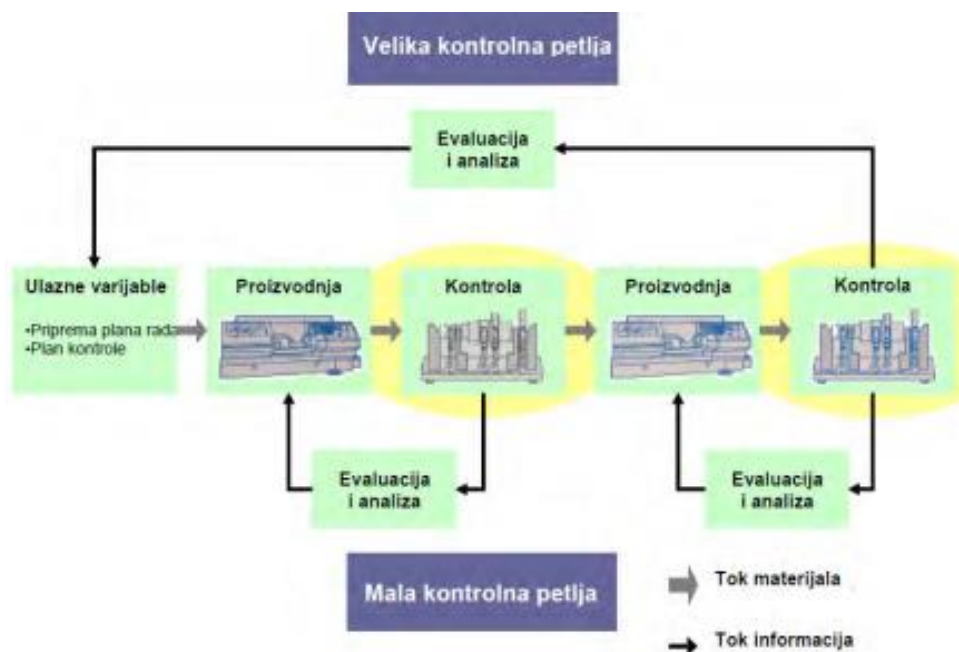 Velika kontrolna petlja
Evaluacija
i analiza
Ulazne varijable
•Priprema plana rada
•Plan kontrole
Proizvodnja
Kontrola
Proizvodnja
Kontrola
Evaluacija
i analiza
Evaluacija
i analiza
Mala kontrolna petlja
Tok materijala
Tok informacija